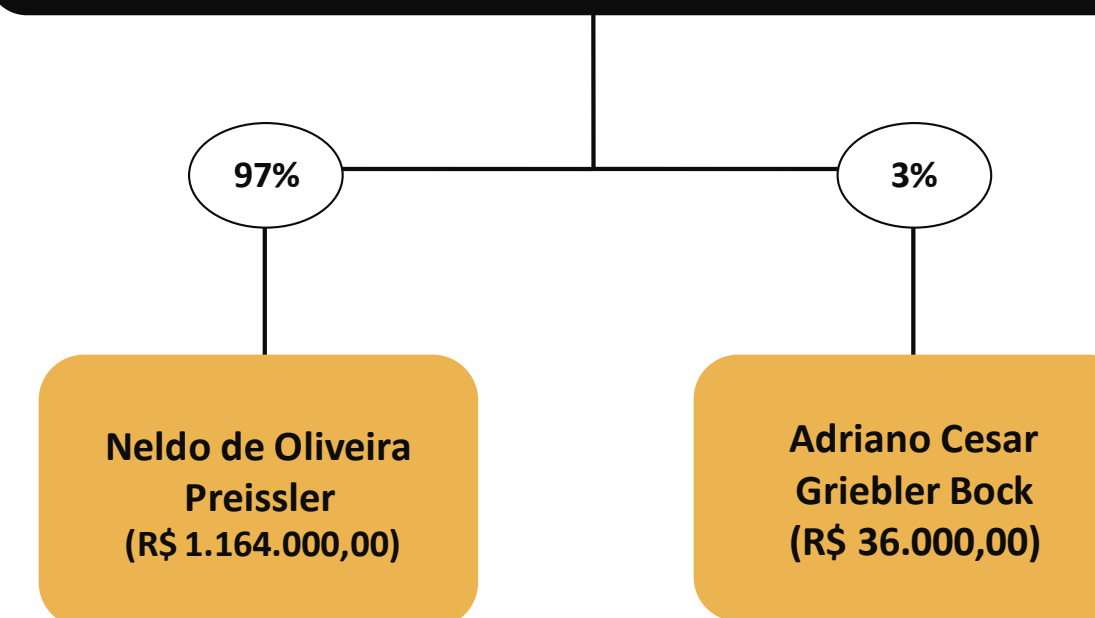 97%
3%
Neldo de Oliveira
Preissler
(R$ 1.164.000,00)
Adriano Cesar
Griebler Bock
(R$ 36.000,00)